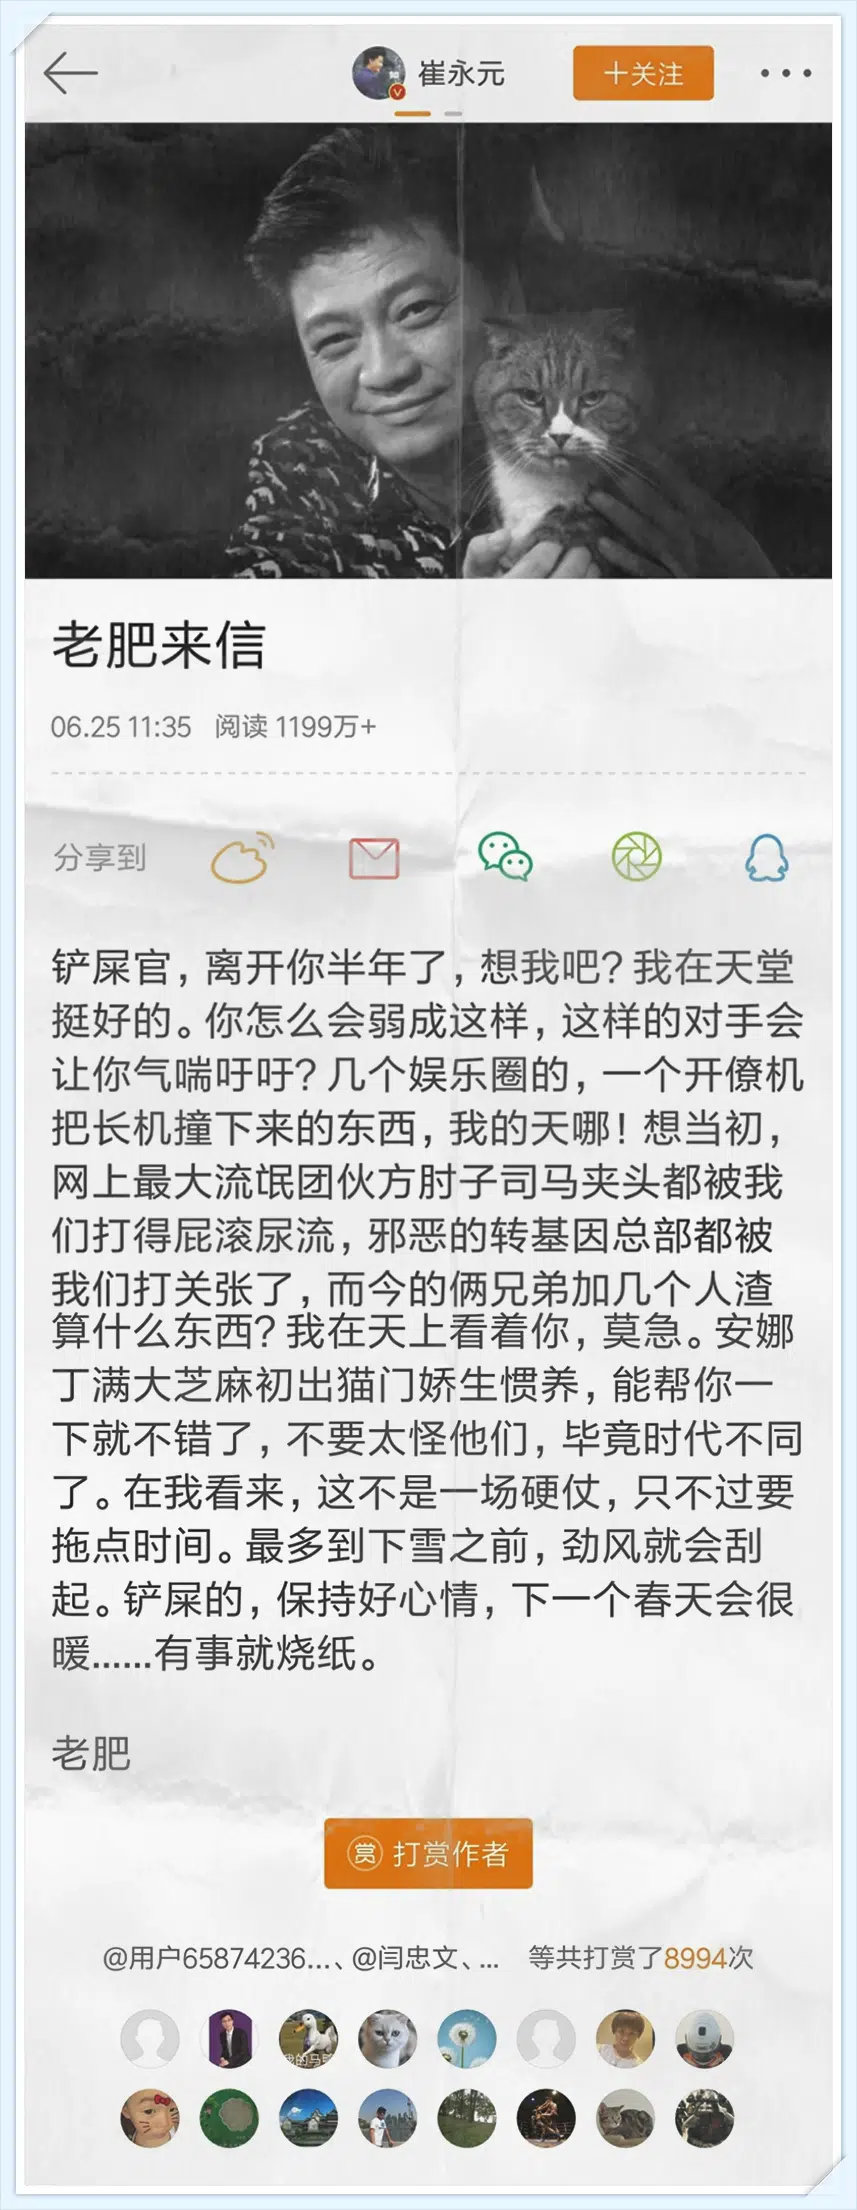 崔永元
+关注
老肥来信
06.25 11:35 阅读 1199万+
分享到
铲屎官，离开你半年了，想我吧？我在天堂
挺好的。你怎么会弱成这样，这样的对手会
让你气喘吁吁？几个娱乐圈的，一个开僚机
把长机撞下来的东西，我的天哪！想当初，
网上最大流氓团伙方肘子司马夹头都被我
们打得屁滚尿流，邪恶的转基因总部都被
我们打关张了，而今的俩兄弟加几个人渣
算什么东西？我在天上看着你，莫急。安娜
丁满大芝麻初出猫门娇生惯养，能帮你一
下就不错了，不要太怪他们，毕竟时代不同
了。在我看来，这不是一场硬仗，只不过要
拖点时间。最多到下雪之前，劲风就会刮
起。铲屎的，保持好心情，下一个春天会很
暖……有事就烧纸。
老肥
赏 打赏作者
@用户65874236...、@闫忠文、... 等共打赏了8994次